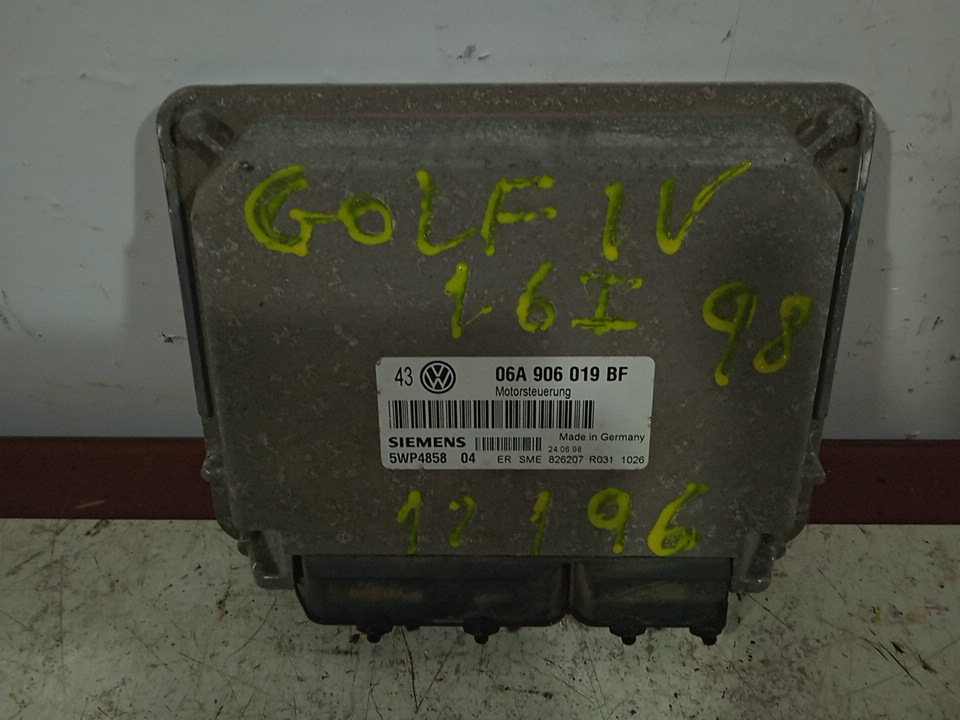 GOLF IV
1.6I
98
43 VW 06A 906 019 BF
Motorsteuerung
SIEMENS Made in Germany
24.06.98
5WP4858 04 ER SME 826207 R031 1026
12196